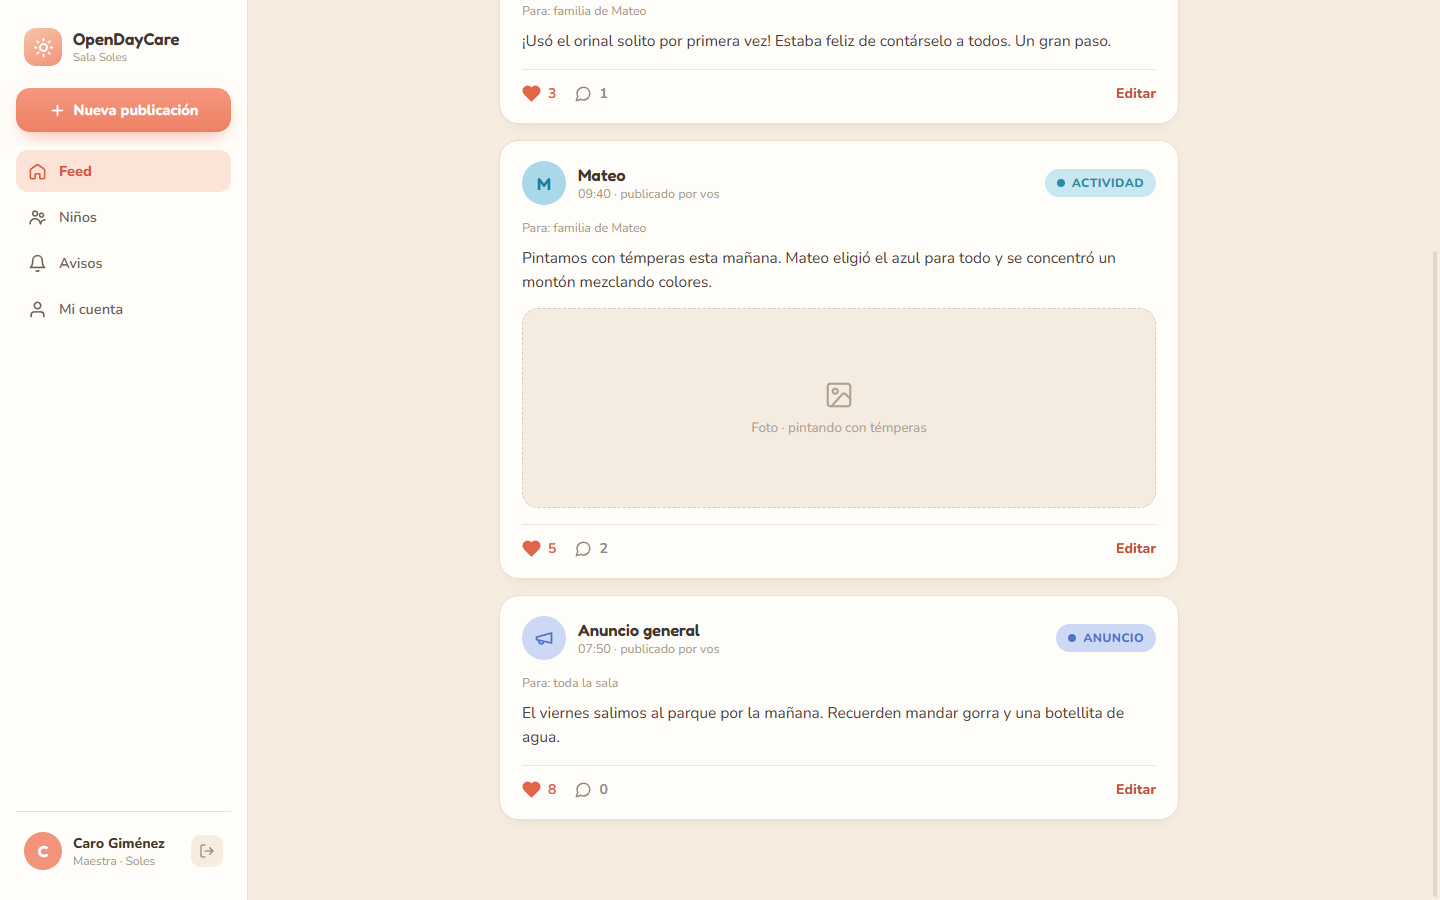 OpenDayCare
Sala Soles
Nueva publicación
Feed
Niños
Avisos
Mi cuenta
C
Caro Giménez
Maestra · Soles
Para: familia de Mateo
¡Usó el orinal solito por primera vez! Estaba feliz de contárselo a todos. Un gran paso.
3 1 Editar
M
Mateo
09:40 · publicado por vos
ACTIVIDAD
Para: familia de Mateo
Pintamos con témperas esta mañana. Mateo eligió el azul para todo y se concentró un
montón mezclando colores.
Foto · pintando con témperas
5 2 Editar
Anuncio general
07:50 · publicado por vos
ANUNCIO
Para: toda la sala
El viernes salimos al parque por la mañana. Recuerden mandar gorra y una botellita de
agua.
8 0 Editar